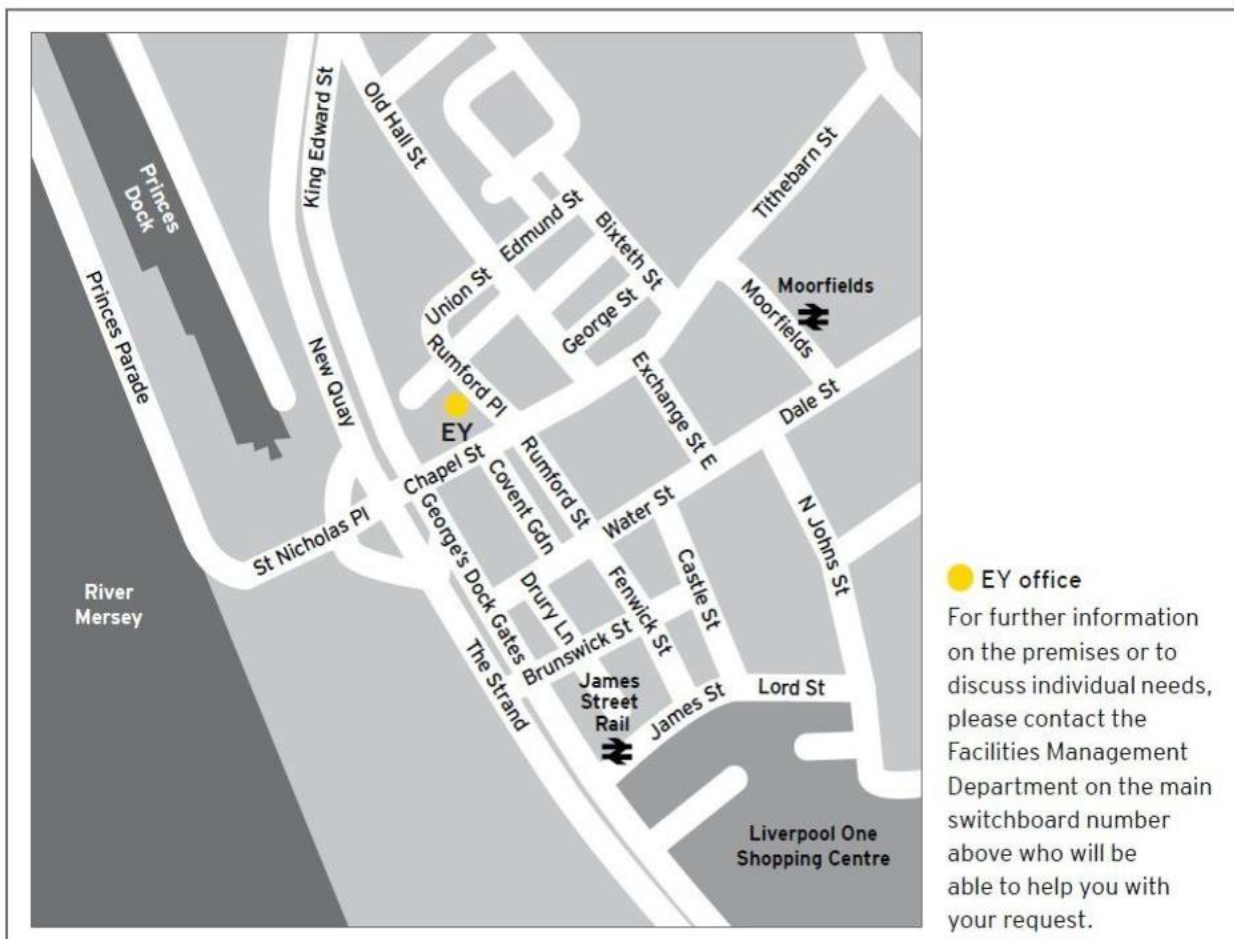 King Edward St
Old Hall St
Tithebarn St
Princes
Dock
Edmund St
Bixteth St
Union St
Moorfields
Moorfields
Princes Parade
George St
New Quay
Rumford Pl
Exchange St E
Dale St
EY
Chapel St
Rumford St
Covent Gdn
Water St
N Johns St
St Nicholas Pl
George's Dock Gates
Castle St
Fenwick St
Drury Ln
River
Mersey
Brunswick St
The Strand
James
Street
Rail
James St
Lord St
Liverpool One
Shopping Centre
EY office
For further information
on the premises or to
discuss individual needs,
please contact the
Facilities Management
Department on the main
switchboard number
above who will be
able to help you with
your request.